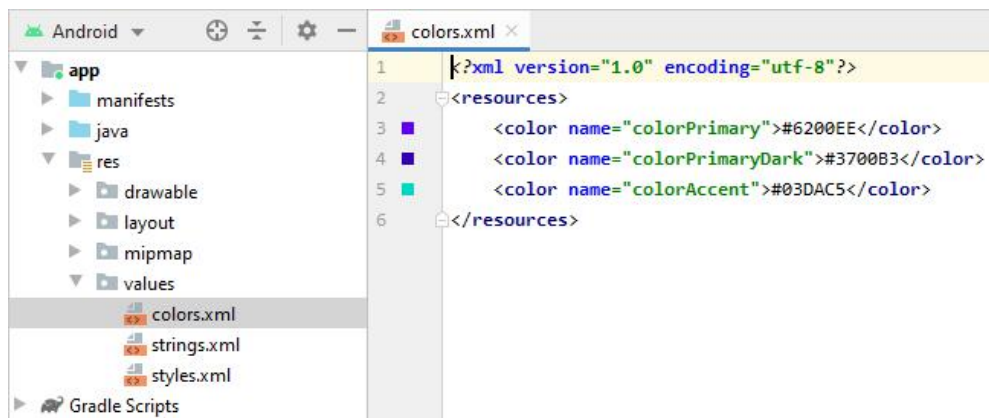 Android
app
manifests
java
res
drawable
layout
mipmap
values
colors.xml
strings.xml
styles.xml
Gradle Scripts
colors.xml
1 <?xml version="1.0" encoding="utf-8"?>
2 <resources>
3 <color name="colorPrimary">#6200EE</color>
4 <color name="colorPrimaryDark">#3700B3</color>
5 <color name="colorAccent">#03DAC5</color>
6 </resources>